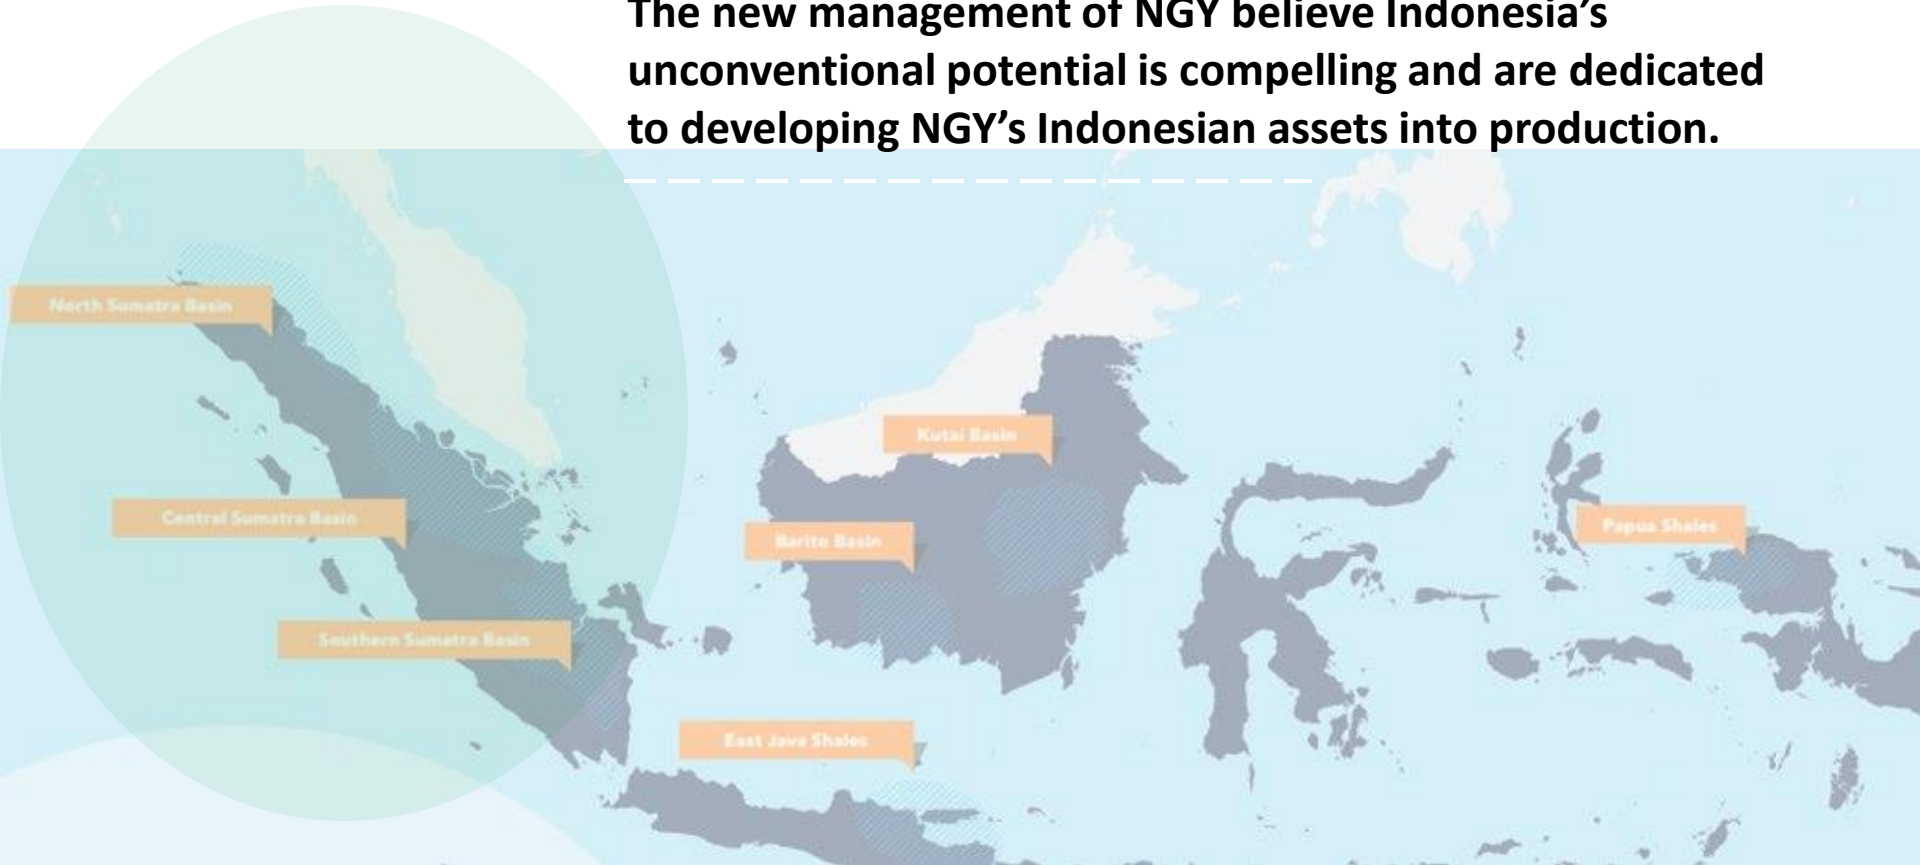 The new management of NGY believe Indonesia’s
unconventional potential is compelling and are dedicated
to developing NGY’s Indonesian assets into production.
North Sumatra Basin
Kutai Basin
Central Sumatra Basin
Papua Shales
Barito Basin
Southern Sumatra Basin
East Java Shales